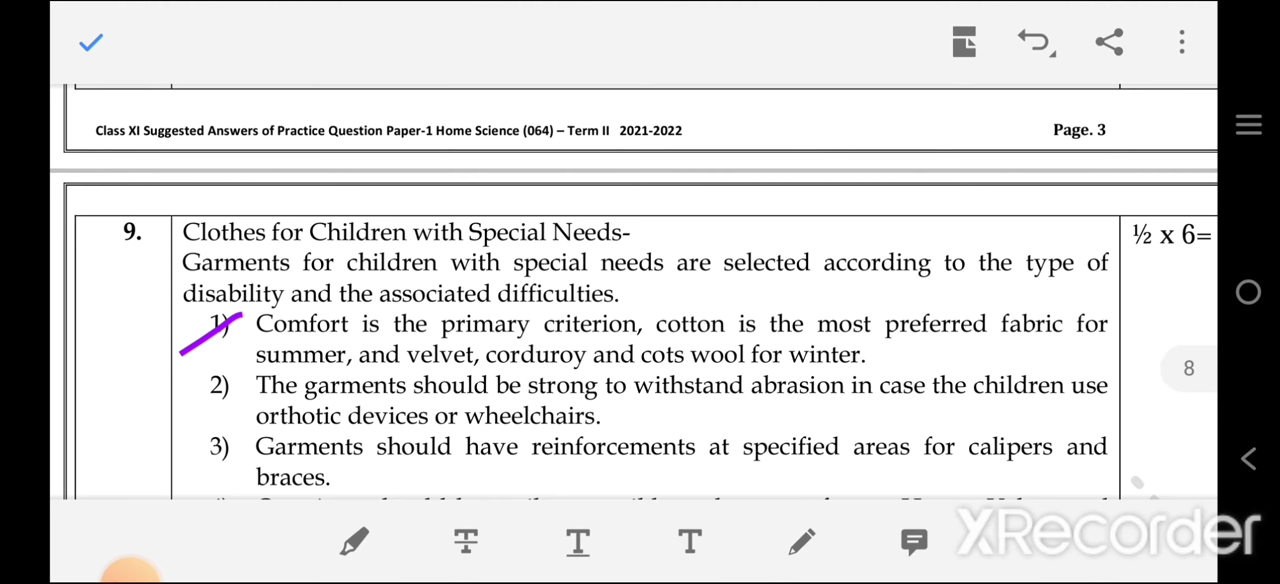 Class XI Suggested Answers of Practice Question Paper-1 Home Science (064) – Term II 2021-2022 Page. 3
9. Clothes for Children with Special Needs- ½ x 6=
Garments for children with special needs are selected according to the type of
disability and the associated difficulties.
1) Comfort is the primary criterion, cotton is the most preferred fabric for
summer, and velvet, corduroy and cots wool for winter.
2) The garments should be strong to withstand abrasion in case the children use
orthotic devices or wheelchairs.
3) Garments should have reinforcements at specified areas for calipers and
braces.
8
T T T
XRecorder